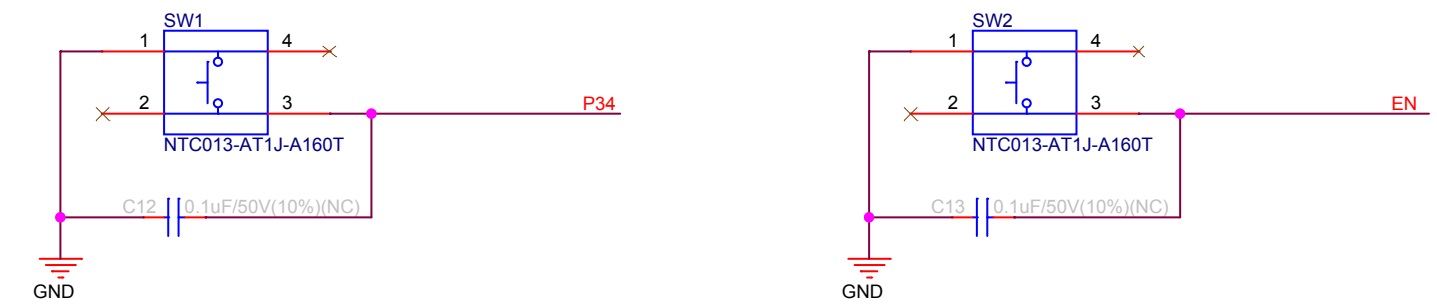 SW1
1
4
2
3
P34
NTC013-AT1J-A160T
C12
0.1uF/50V(10%)(NC)
GND
SW2
1
4
2
3
EN
NTC013-AT1J-A160T
C13
0.1uF/50V(10%)(NC)
GND